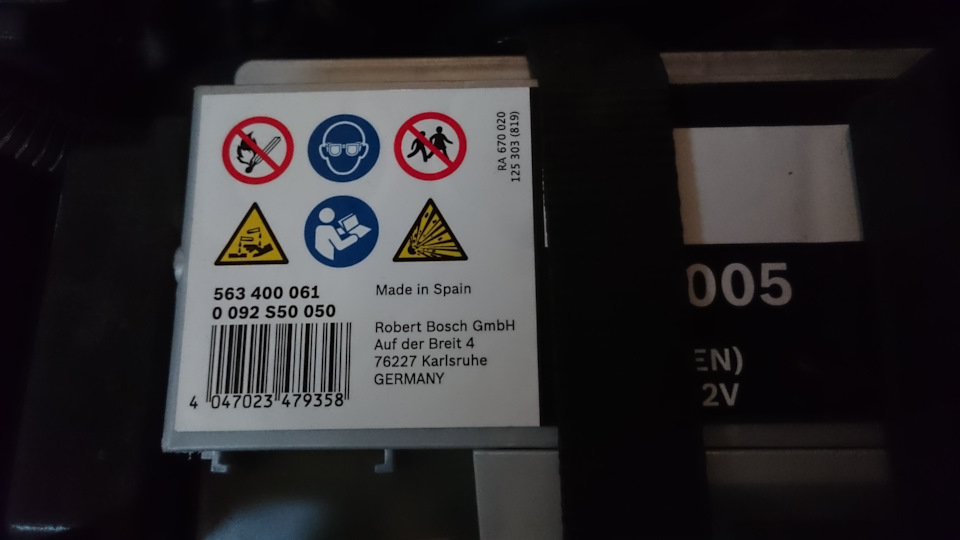 RA 670 020
125 303 (819)
563 400 061
0 092 S50 050
Made in Spain
Robert Bosch GmbH
Auf der Breit 4
76227 Karlsruhe
GERMANY
4 047023 479358
005
EN)
2V